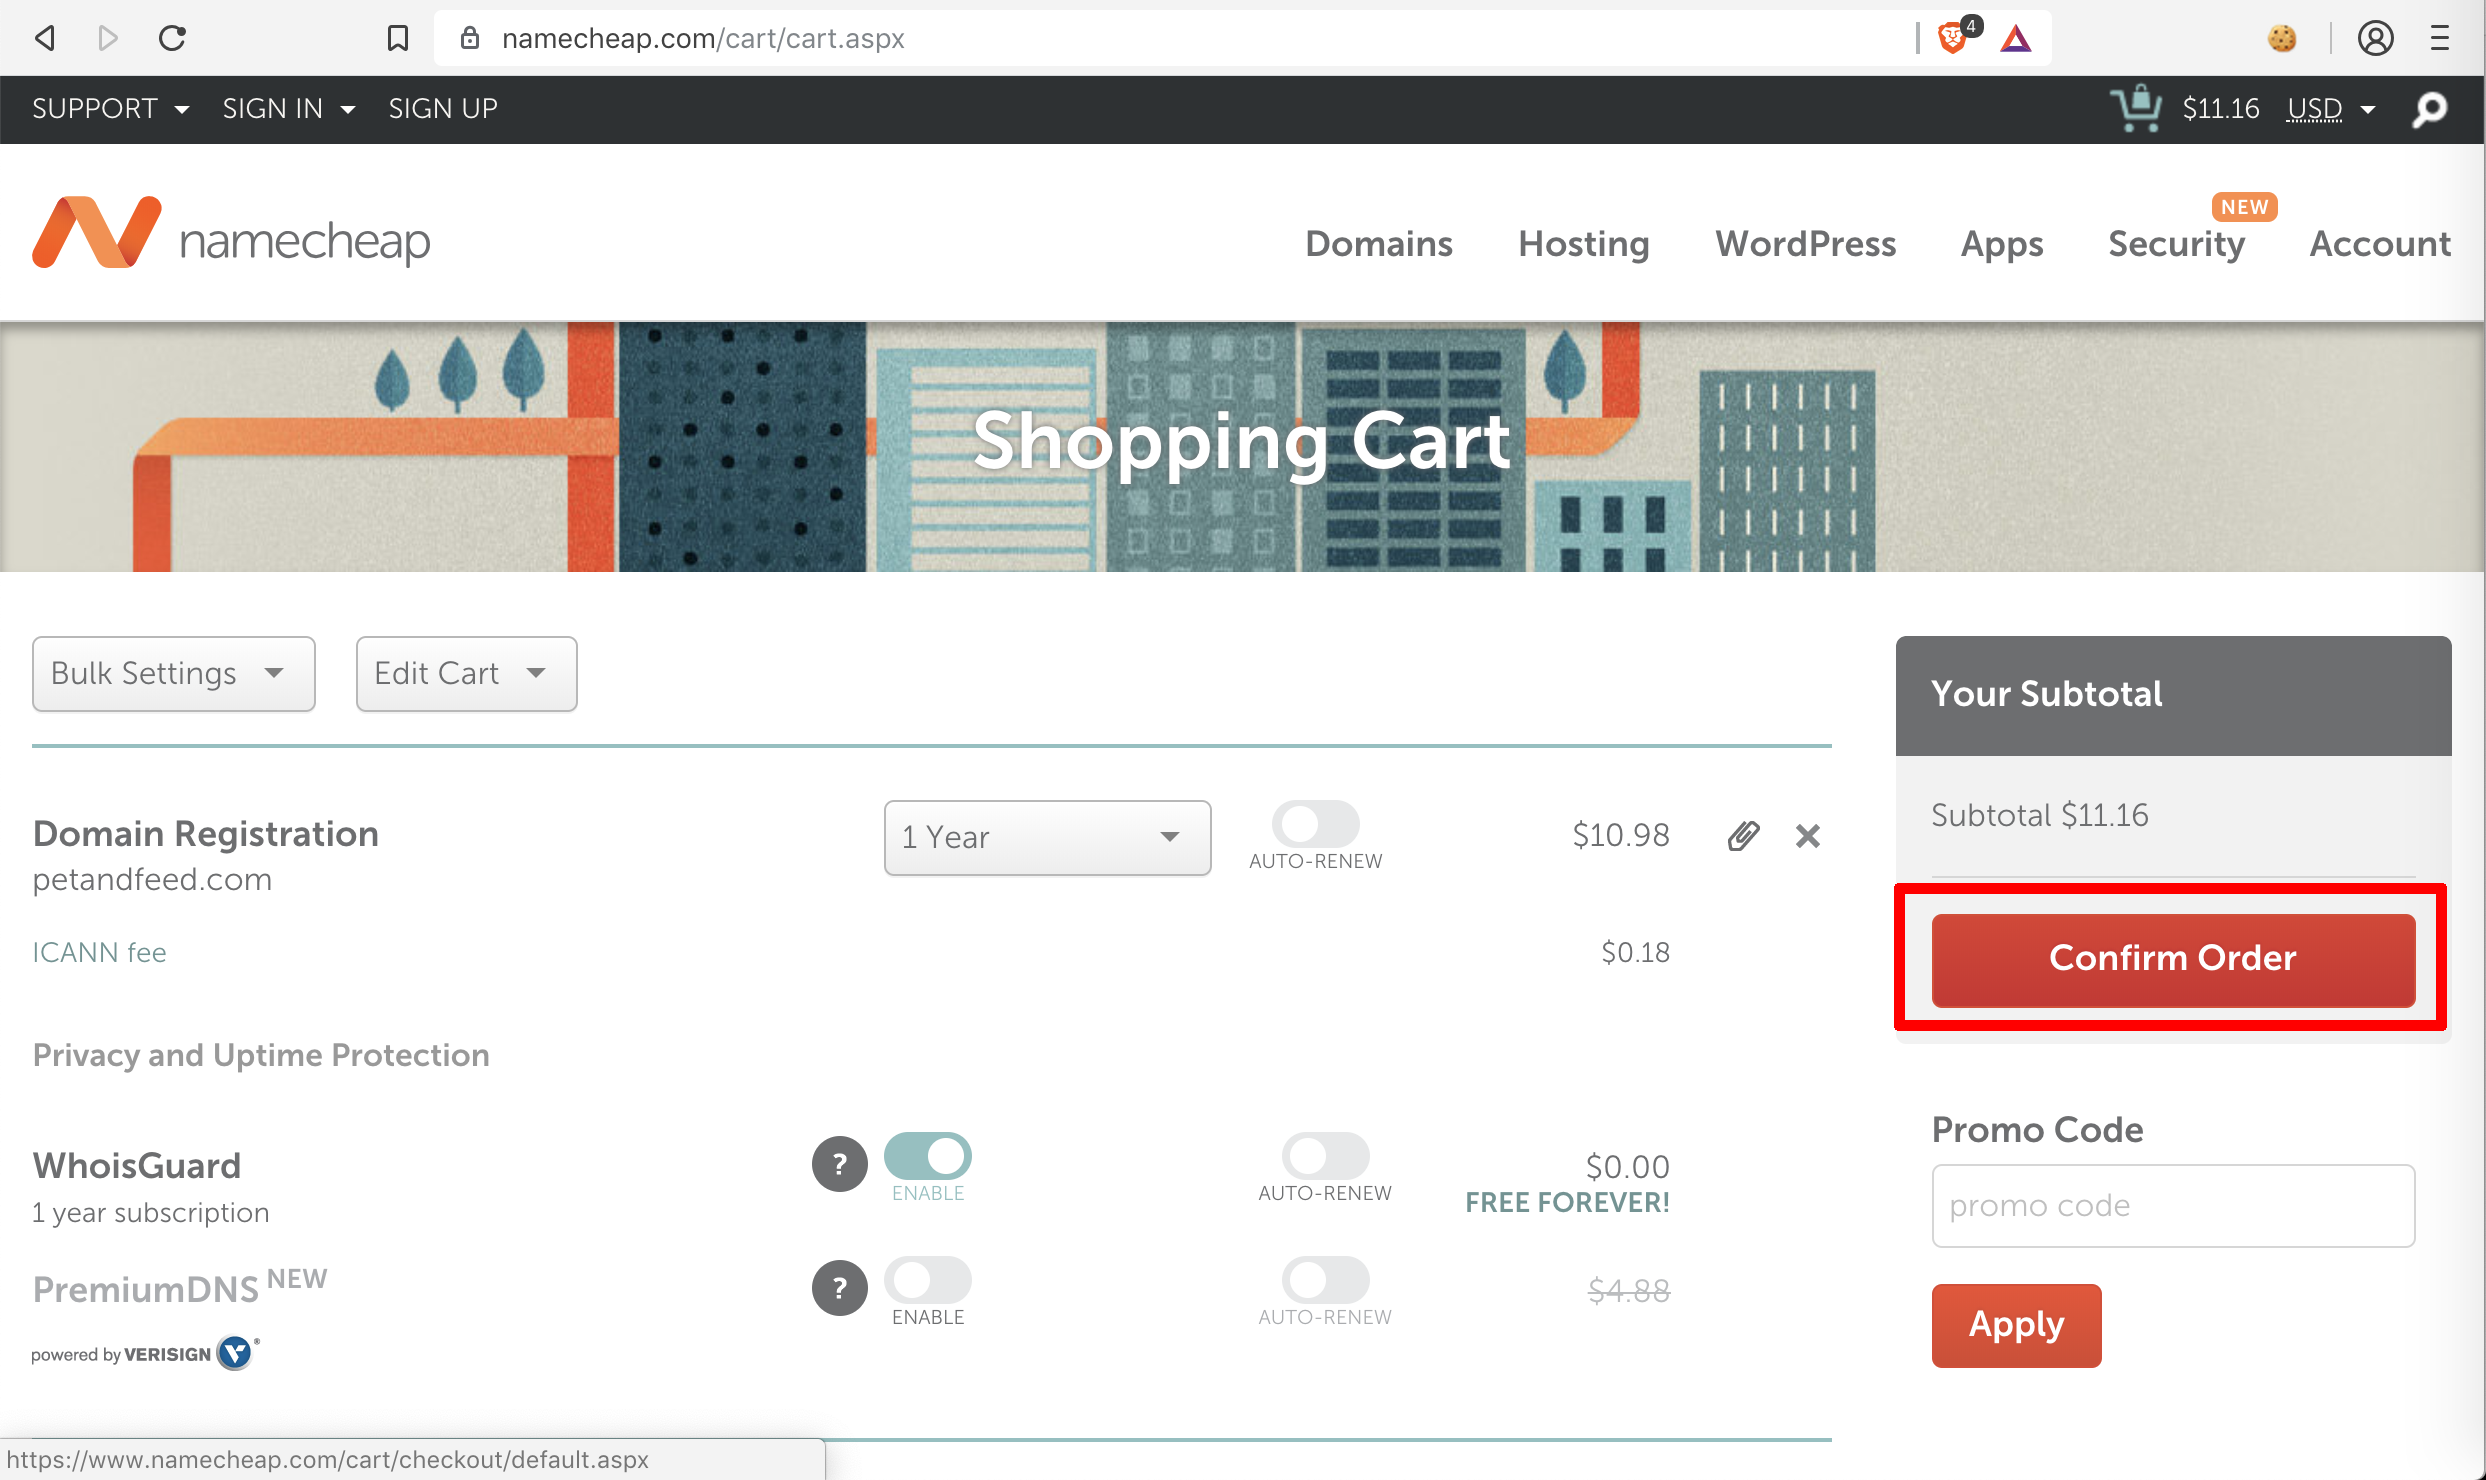 namecheap.com/cart/cart.aspx
4
SUPPORT SIGN IN SIGN UP
$11.16 USD
namecheap
Domains Hosting WordPress Apps Security NEW Account
Shopping Cart
Bulk Settings Edit Cart
Your Subtotal
Subtotal $11.16
Confirm Order
Domain Registration
petandfeed.com
1 Year
AUTO-RENEW
$10.98
ICANN fee
$0.18
Privacy and Uptime Protection
WhoisGuard
1 year subscription
?
ENABLE
AUTO-RENEW
$0.00
FREE FOREVER!
PremiumDNS NEW
powered by VERISIGN®
?
ENABLE
AUTO-RENEW
$4.88
Promo Code
promo code
Apply
https://www.namecheap.com/cart/checkout/default.aspx